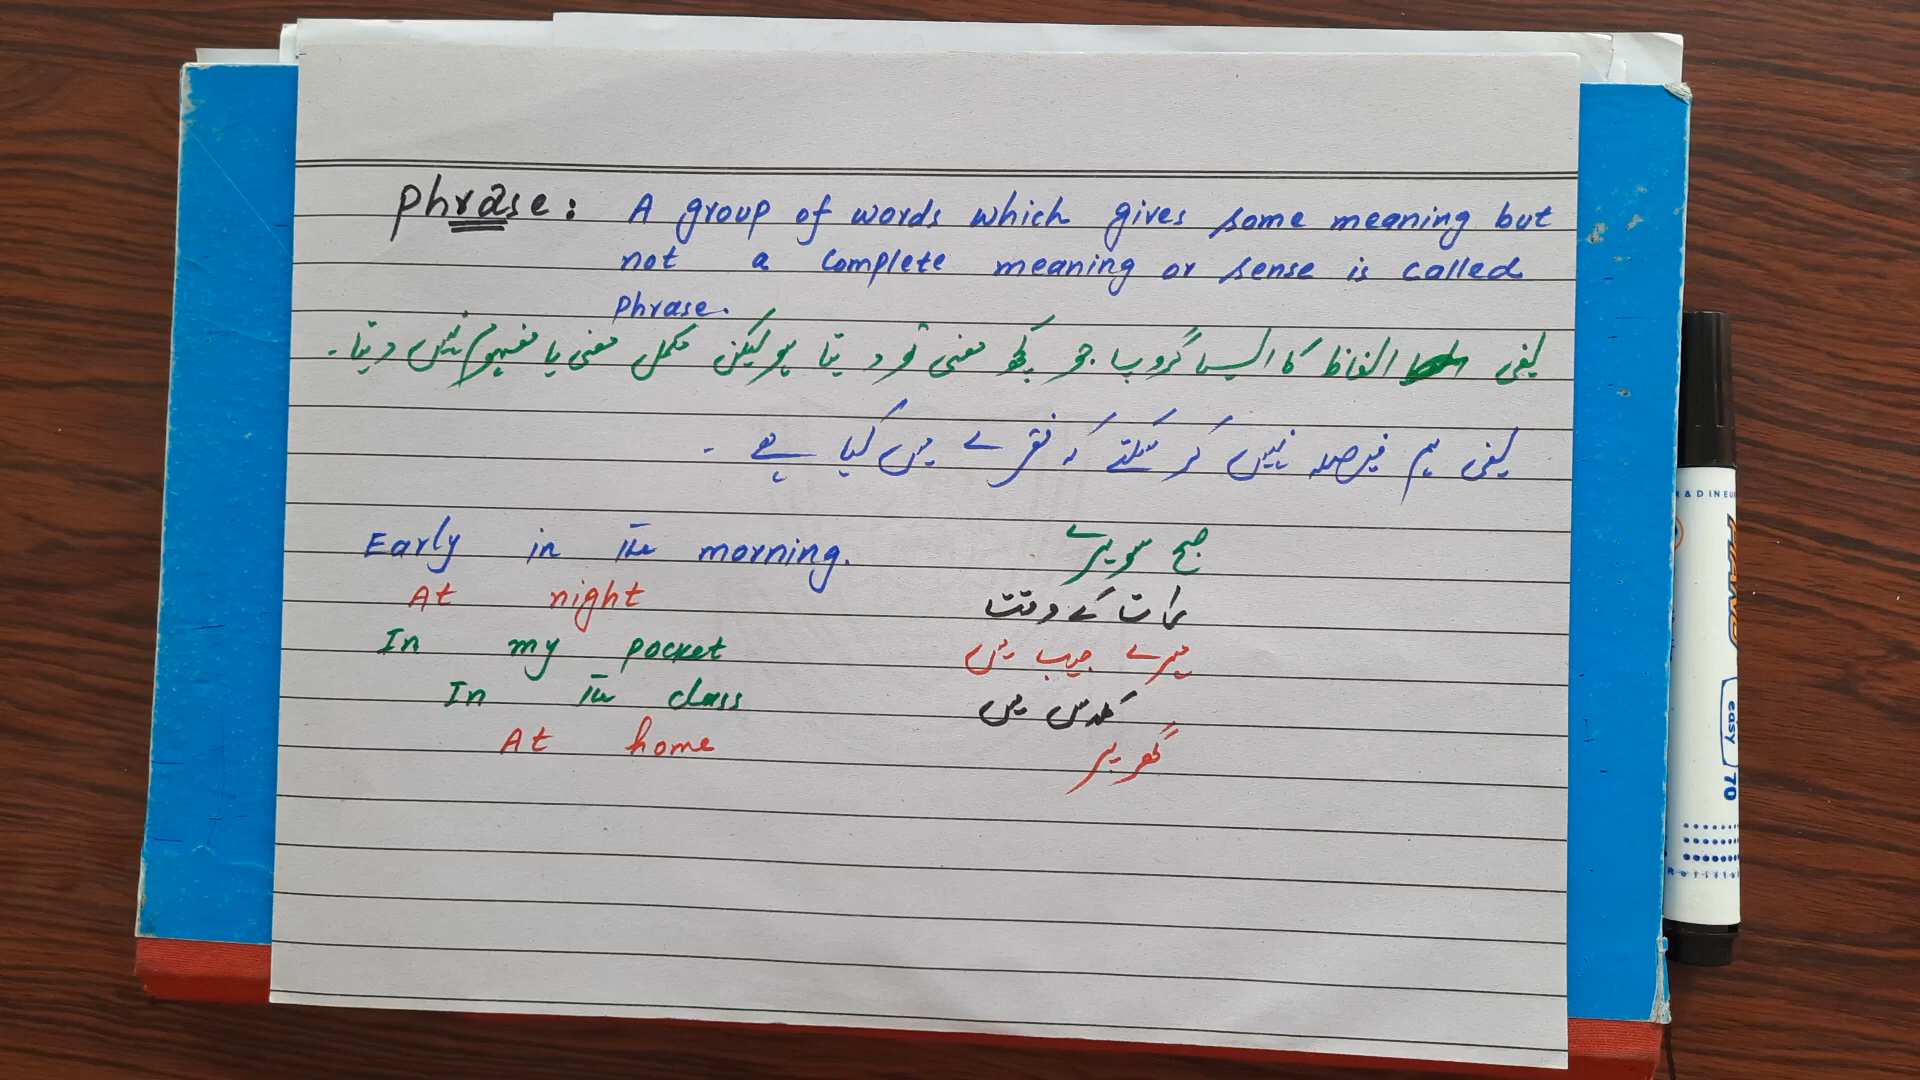 Phrase: A group of words which gives some meaning but
not a complete meaning or sense is called
Phrase.
یعنی الفاظ کا ایسا گروپ جو کچھ معنی تو دیتا ہو لیکن مکمل معنی یا مفہوم نہیں دیتا۔
یعنی ہم فیصلہ نہیں کر سکتے کہ فقرے میں کیا ہے۔
Early in the morning. صبح سویرے
At night رات کے وقت
In my pocket میرے جیب میں
In the class کلاس میں
At home گھر پر
easy 70